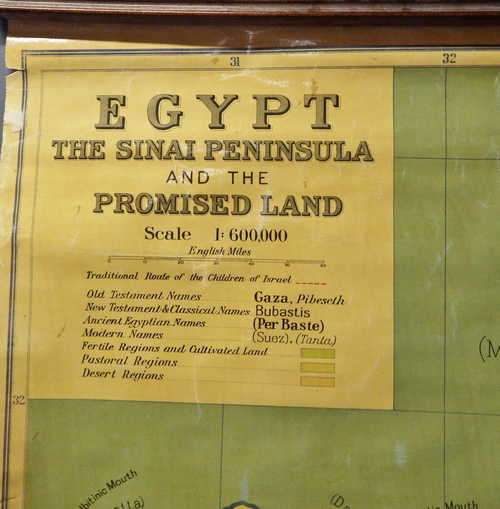 31
32
EGYPT
THE SINAI PENINSULA
AND THE
PROMISED LAND
Scale 1:600,000
English Miles
Traditional Route of the Children of Israel
Old Testament Names Gaza, Pibeseth
New Testament & Classical Names Bubastis
Ancient Egyptian Names (Per Baste)
Modern Names (Suez). (Tanta)
Fertile Regions and Cultivated Land
Pastoral Regions
Desert Regions
(M
32
bitinic Mouth
Mouth